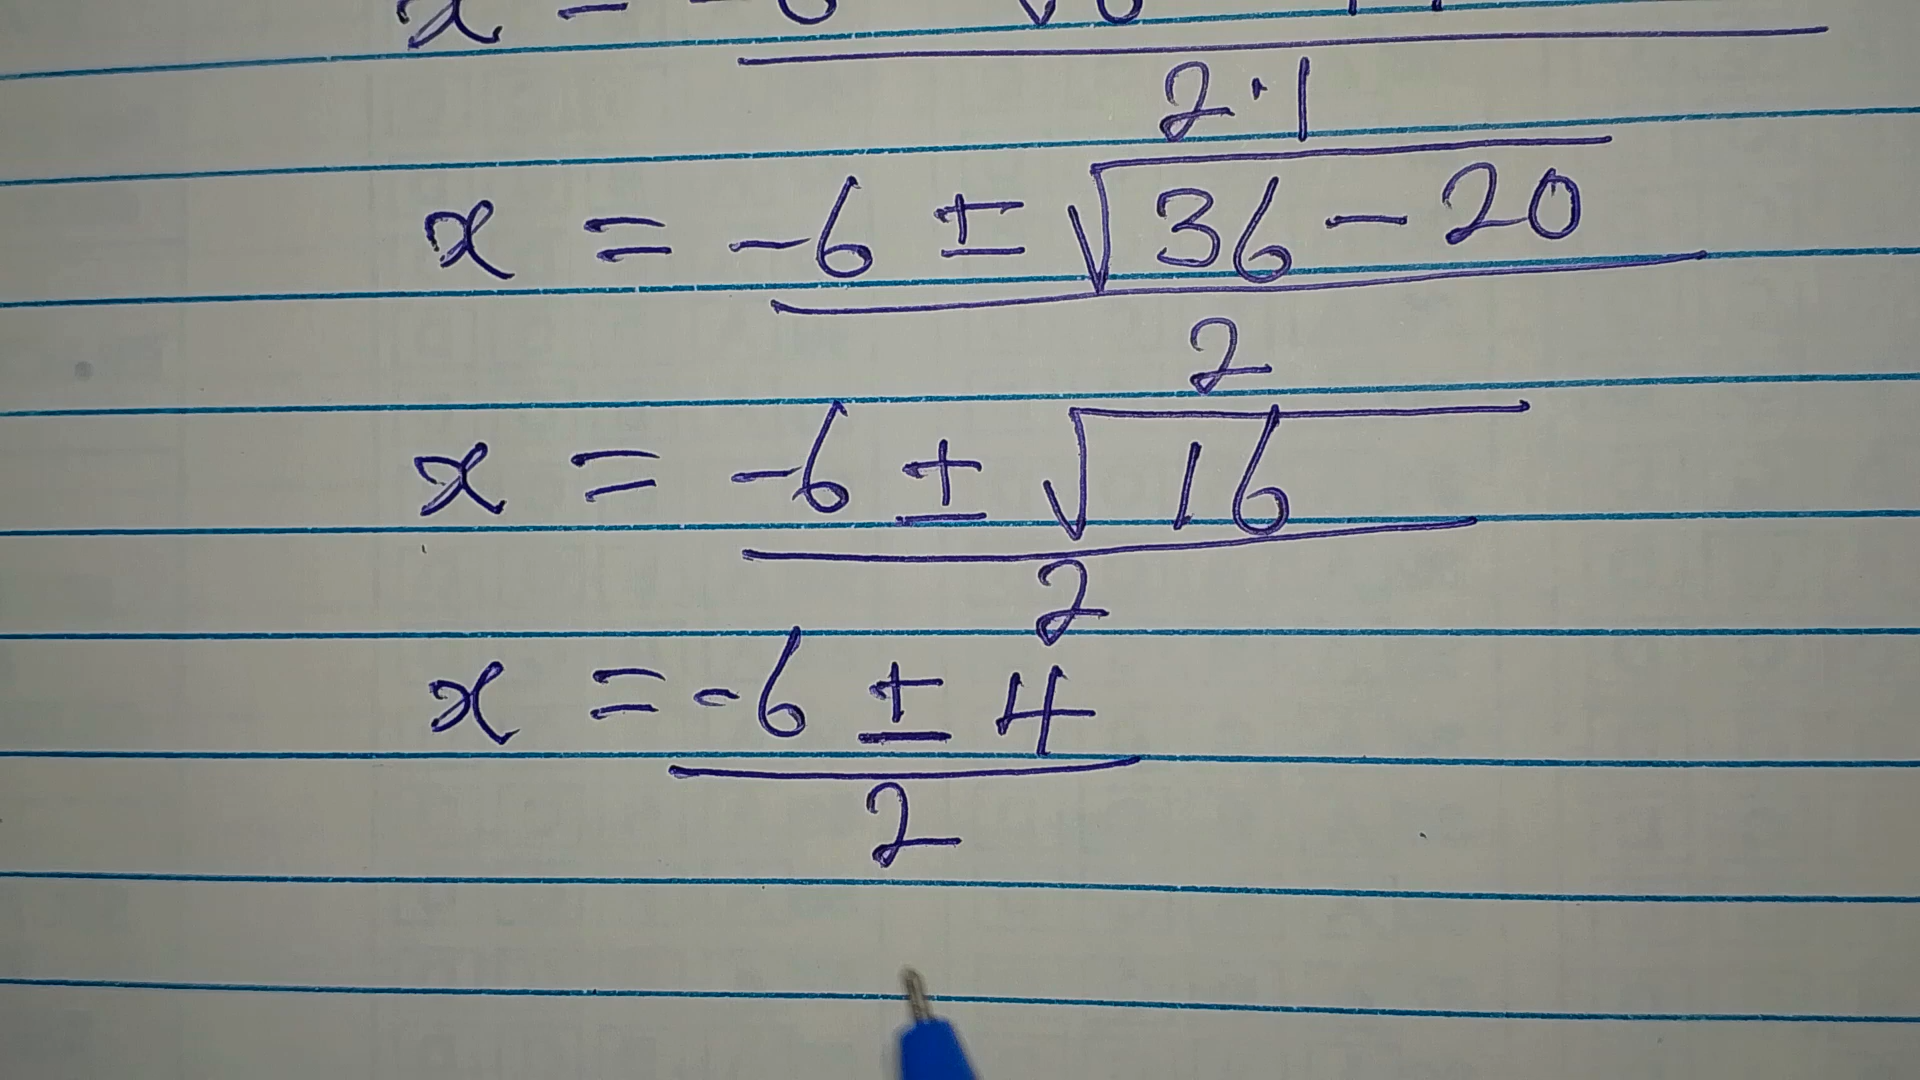 2·1
x = -6 ± √36 - 20
2
x = -6 ± √16
2
x = -6 ± 4
2